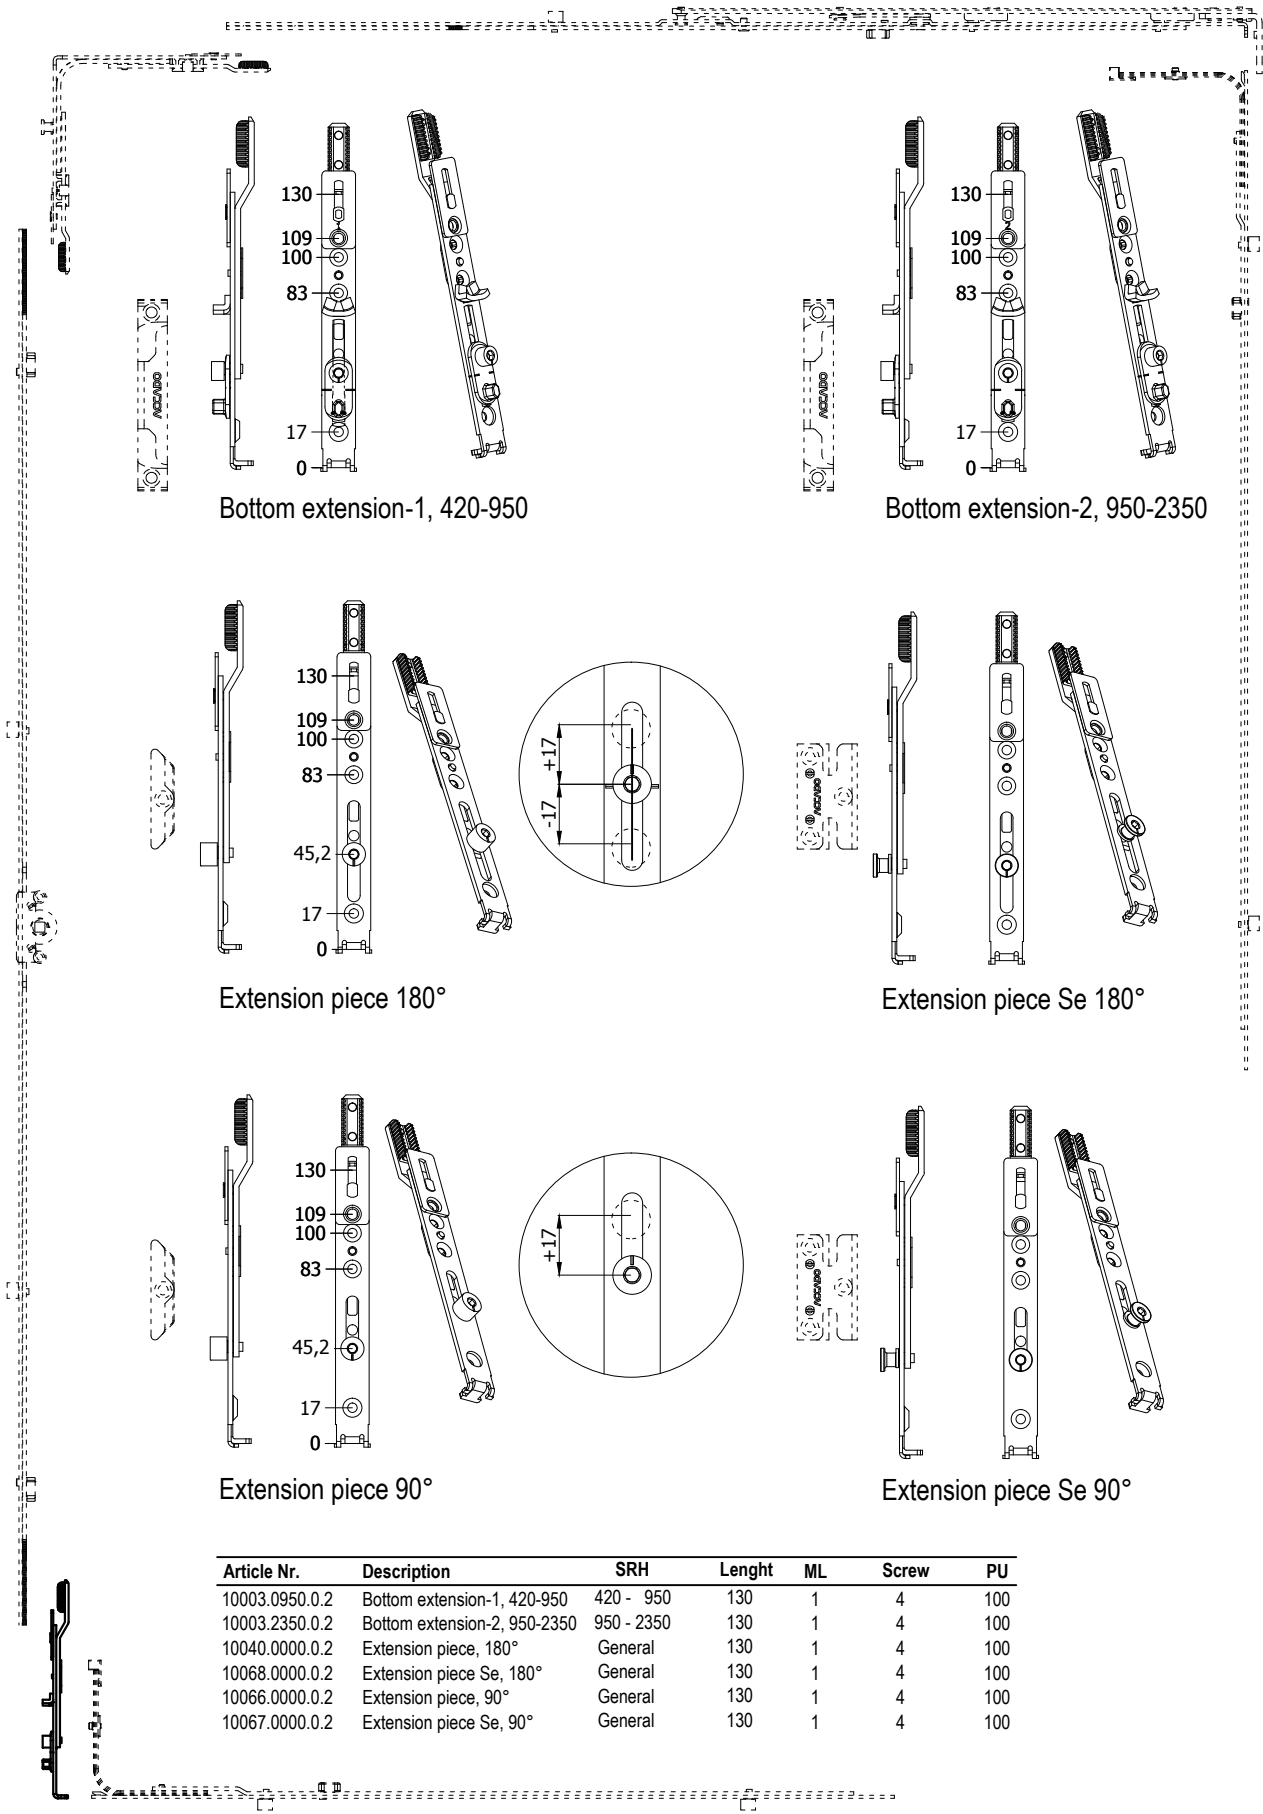 130
109
100
83
17
0
ACCADO
Bottom extension-1, 420-950
130
2
109
100
83
17
0
ACCADO
Bottom extension-2, 950-2350
130
109
100
83
45,2
17
0
+17
-17
ACCADO
Extension piece 180°
Extension piece Se 180°
130
109
100
83
45,2
17
0
+17
ACCADO
Extension piece 90°
Extension piece Se 90°
Article Nr. Description SRH Lenght ML Screw PU
10003.0950.0.2 Bottom extension-1, 420-950 420 - 950 130 1 4 100
10003.2350.0.2 Bottom extension-2, 950-2350 950 - 2350 130 1 4 100
10040.0000.0.2 Extension piece, 180° General 130 1 4 100
10068.0000.0.2 Extension piece Se, 180° General 130 1 4 100
10066.0000.0.2 Extension piece, 90° General 130 1 4 100
10067.0000.0.2 Extension piece Se, 90° General 130 1 4 100